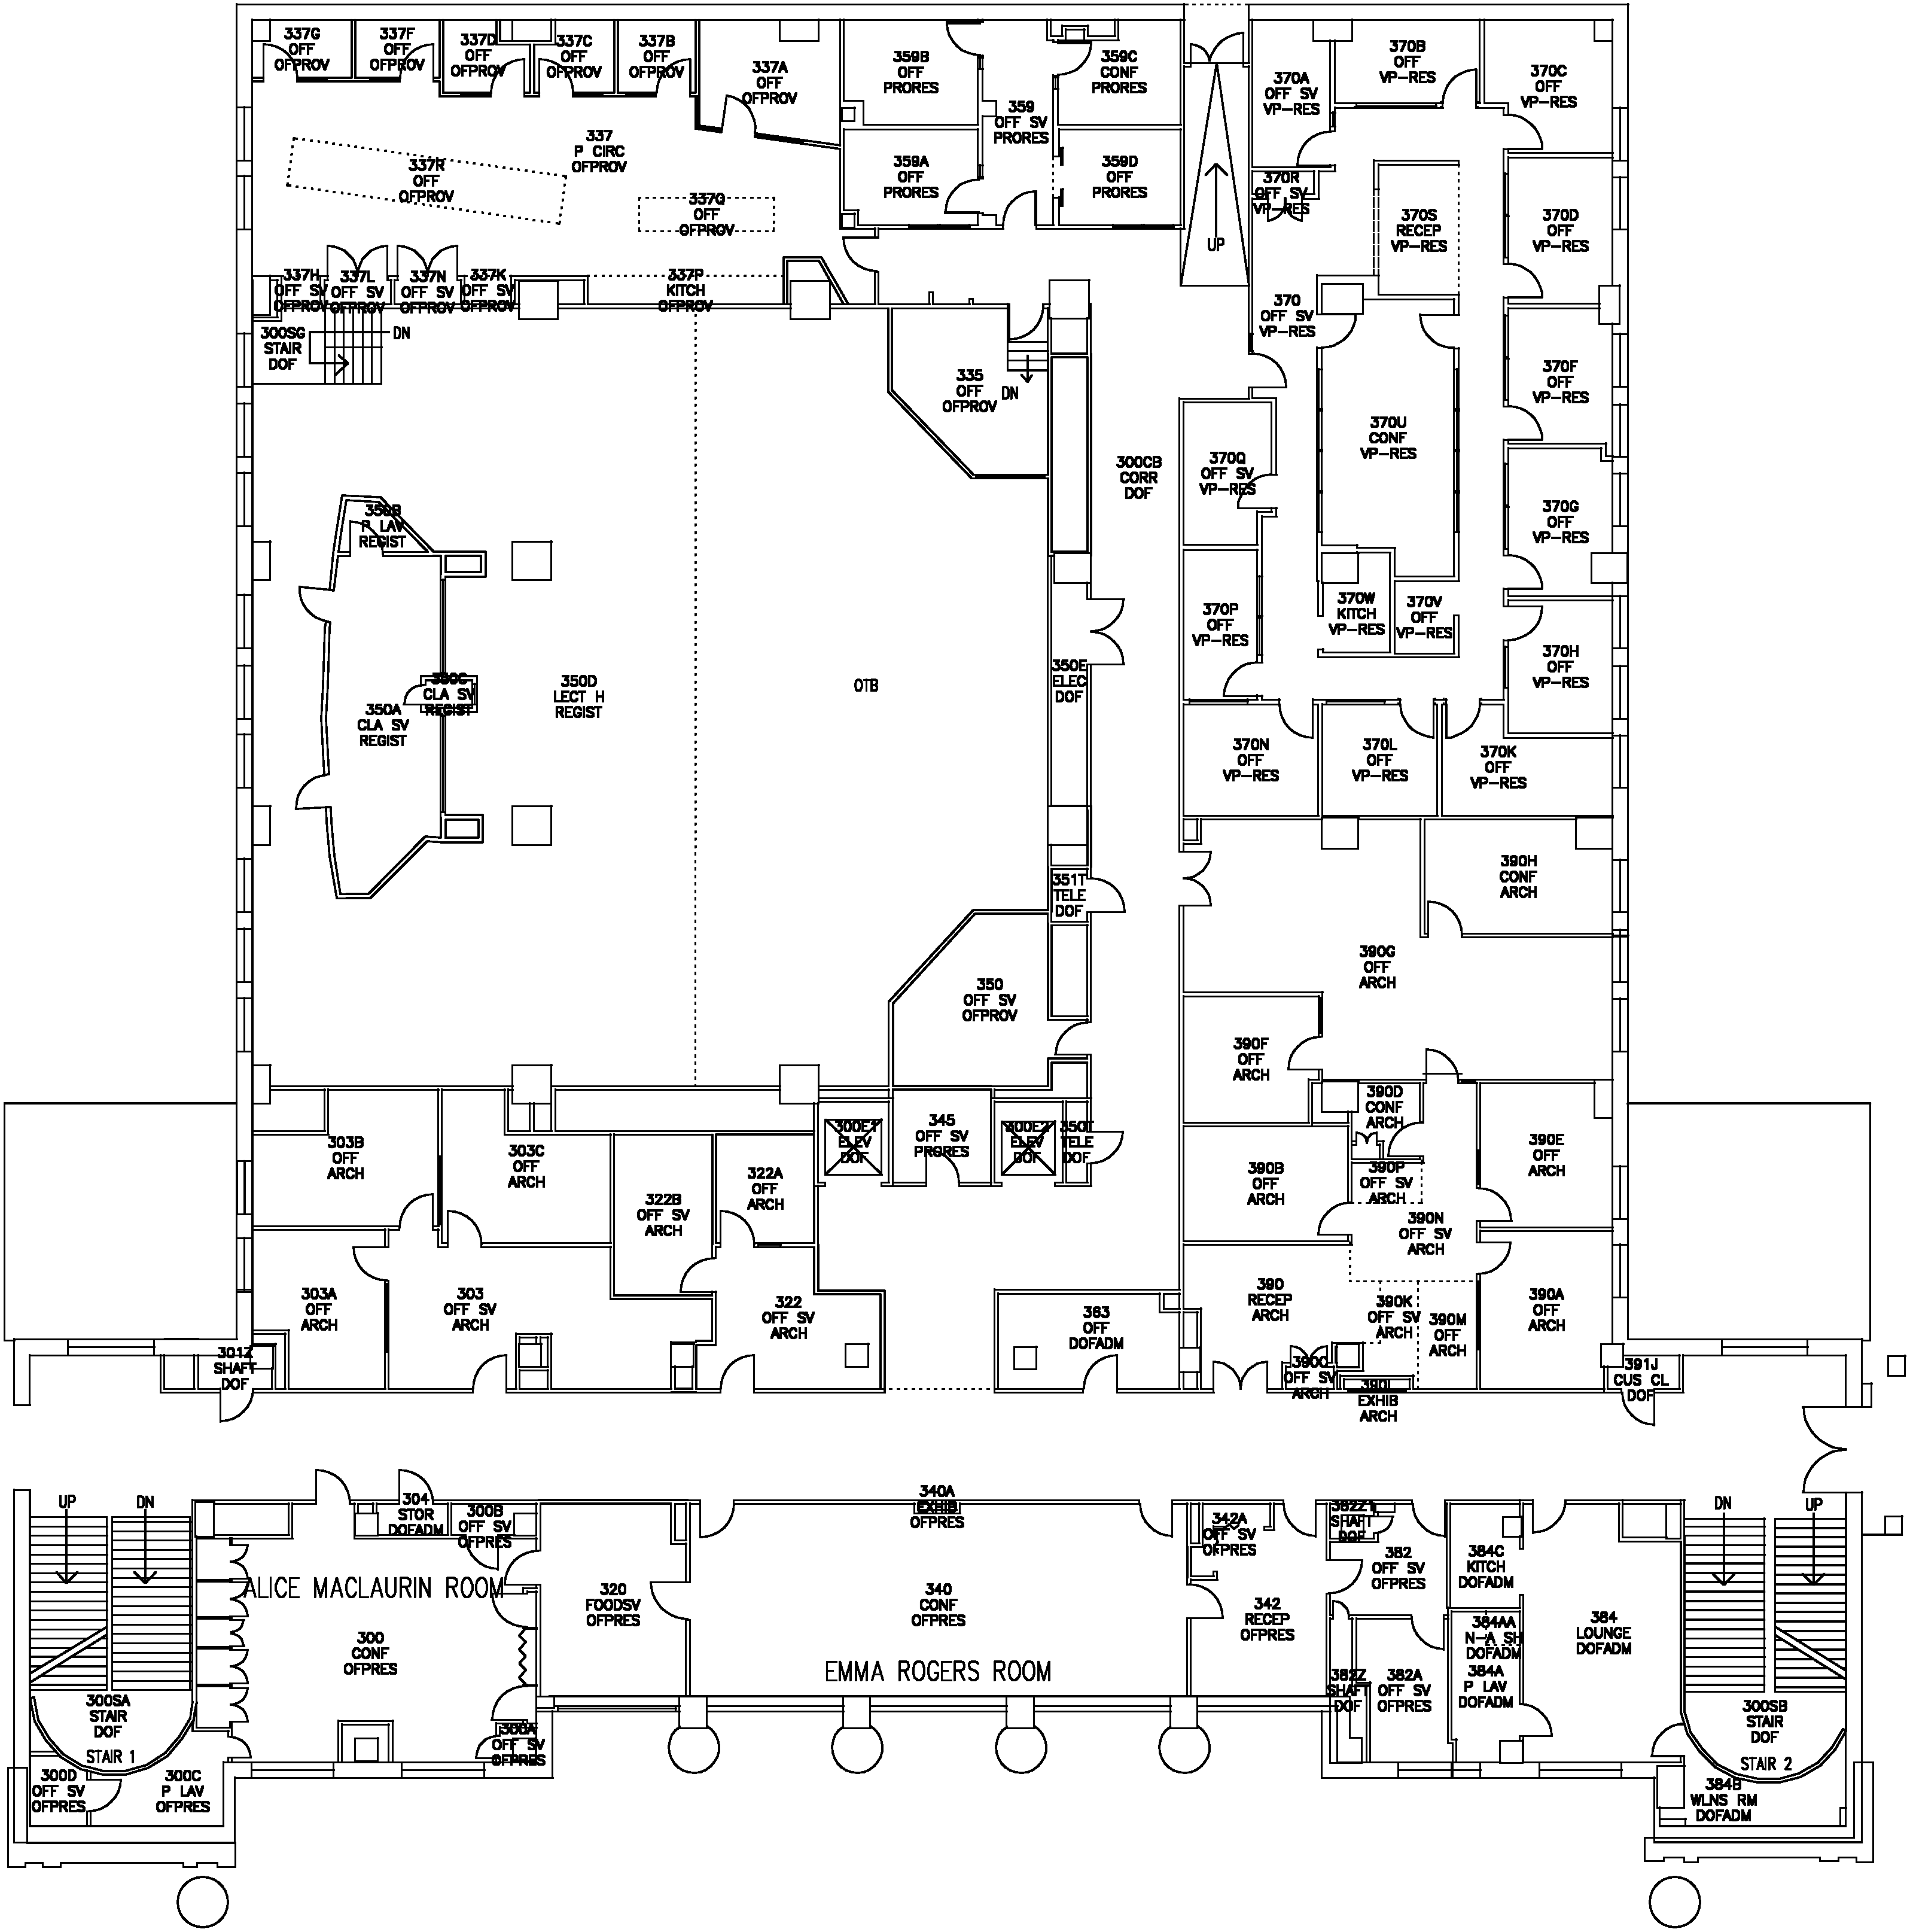 337G
OFF
OFPROV
337F
OFF
OFPROV
337D
OFF
OFPROV
337C
OFF
OFPROV
337B
OFF
OFPROV
337A
OFF
OFPROV
359B
OFF
PRORES
359C
CONF
PRORES
359
OFF SV
PRORES
370A
OFF SV
VP-RES
370B
OFF
VP-RES
370C
OFF
VP-RES
337
P CIRC
OFPROV
337R
OFF
OFPROV
337Q
OFF
OFPROV
359A
OFF
PRORES
359D
OFF
PRORES
370R
OFF SV
VP-RES
370S
RECEP
VP-RES
370D
OFF
VP-RES
UP
337H
OFF SV
OFPROV
337L
OFF SV
OFPROV
337N
OFF SV
OFPROV
337K
OFF SV
OFPROV
337P
KITCH
OFPROV
370
OFF SV
VP-RES
300SG
STAIR
DOF
DN
335
OFF
OFPROV
DN
370F
OFF
VP-RES
370U
CONF
VP-RES
300CB
CORR
DOF
370Q
OFF SV
VP-RES
350B
P LAV
REGIST
370G
OFF
VP-RES
370P
OFF
VP-RES
370W
KITCH
VP-RES
370V
OFF
VP-RES
370H
OFF
VP-RES
350A
CLA SV
REGIST
CLA SV
REGIST
350D
LECT H
REGIST
OTB
350E
ELEC
DOF
370N
OFF
VP-RES
370L
OFF
VP-RES
370K
OFF
VP-RES
351T
TELE
DOF
390H
CONF
ARCH
390G
OFF
ARCH
350
OFF SV
OFPROV
390F
OFF
ARCH
390D
CONF
ARCH
303B
OFF
ARCH
303C
OFF
ARCH
322B
OFF SV
ARCH
322A
OFF
ARCH
300E1
ELEV
DOF
345
OFF SV
PRORES
300E2
ELEV
DOF
350T
TELE
DOF
390B
OFF
ARCH
390P
OFF SV
ARCH
390E
OFF
ARCH
390N
OFF SV
ARCH
303A
OFF
ARCH
303
OFF SV
ARCH
322
OFF SV
ARCH
363
OFF
DOFADM
390
RECEP
ARCH
390K
OFF SV
ARCH
390M
OFF
ARCH
390A
OFF
ARCH
301Z
SHAFT
DOF
OFF SV
ARCH
EXHIB
ARCH
391J
CUS CL
DOF
UP
DN
304
STOR
DOFADM
300B
OFF SV
OFPRES
340A
EXHIB
OFPRES
342A
OFF SV
OFPRES
382Z1
SHAFT
DOF
382
OFF SV
OFPRES
384C
KITCH
DOFADM
DN
UP
ALICE MACLAURIN ROOM
300
CONF
OFPRES
320
FOODSV
OFPRES
340
CONF
OFPRES
EMMA ROGERS ROOM
342
RECEP
OFPRES
384AA
N-A SH
DOFADM
384
LOUNGE
DOFADM
382Z
SHAFT
DOF
382A
OFF SV
OFPRES
384A
P LAV
DOFADM
300SA
STAIR
DOF
STAIR 1
300A
OFF SV
OFPRES
300SB
STAIR
DOF
STAIR 2
300D
OFF SV
OFPRES
300C
P LAV
OFPRES
384B
WLNS RM
DOFADM